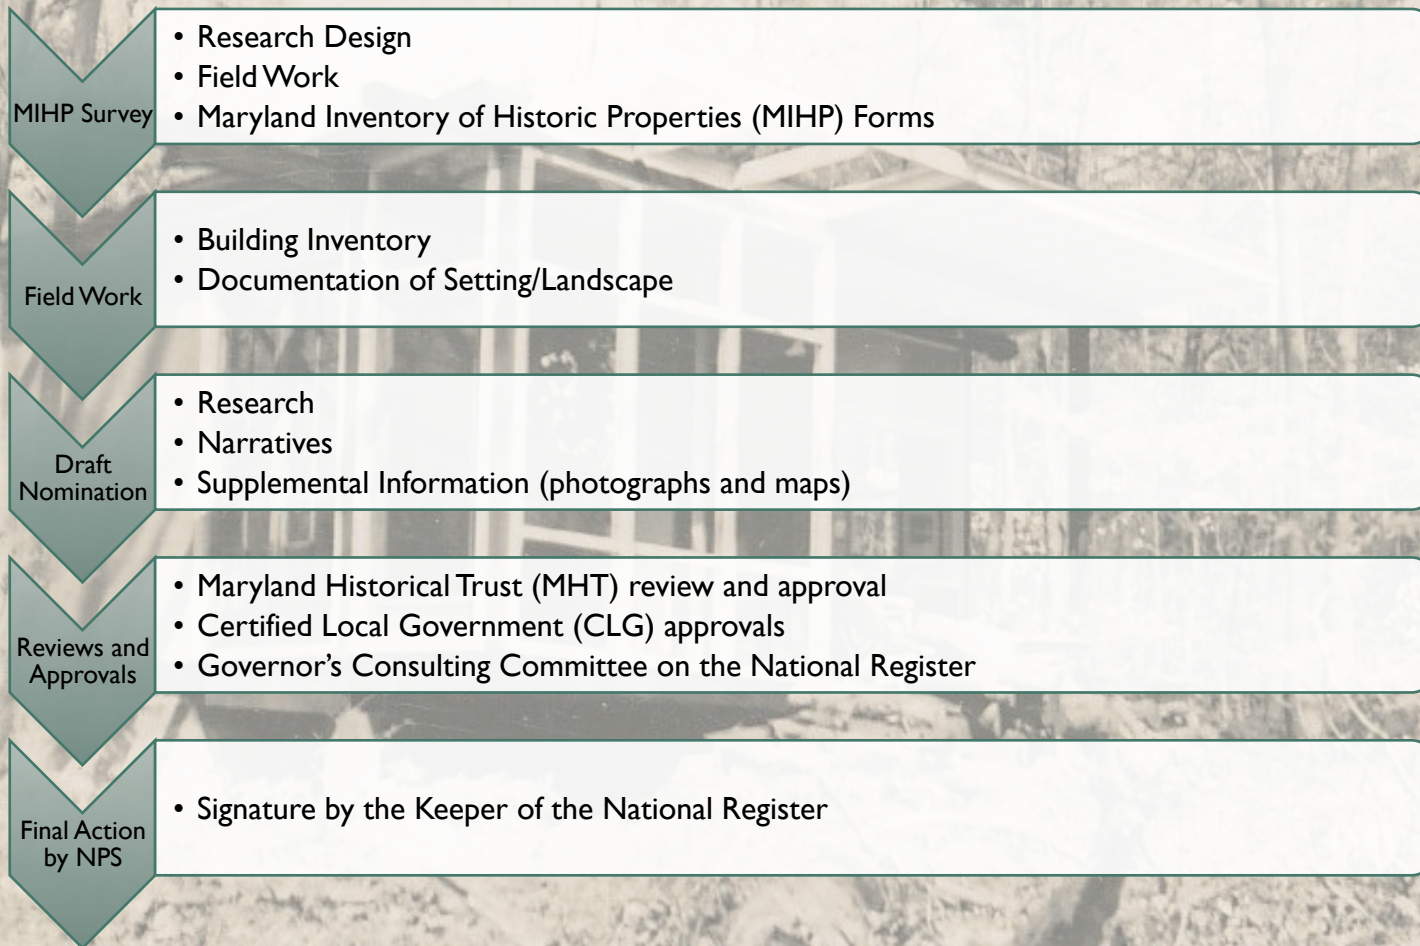 MIHP Survey
• Research Design
• Field Work
• Maryland Inventory of Historic Properties (MIHP) Forms
Field Work
• Building Inventory
• Documentation of Setting/Landscape
Draft
Nomination
• Research
• Narratives
• Supplemental Information (photographs and maps)
Reviews and
Approvals
• Maryland Historical Trust (MHT) review and approval
• Certified Local Government (CLG) approvals
• Governor’s Consulting Committee on the National Register
Final Action
by NPS
• Signature by the Keeper of the National Register